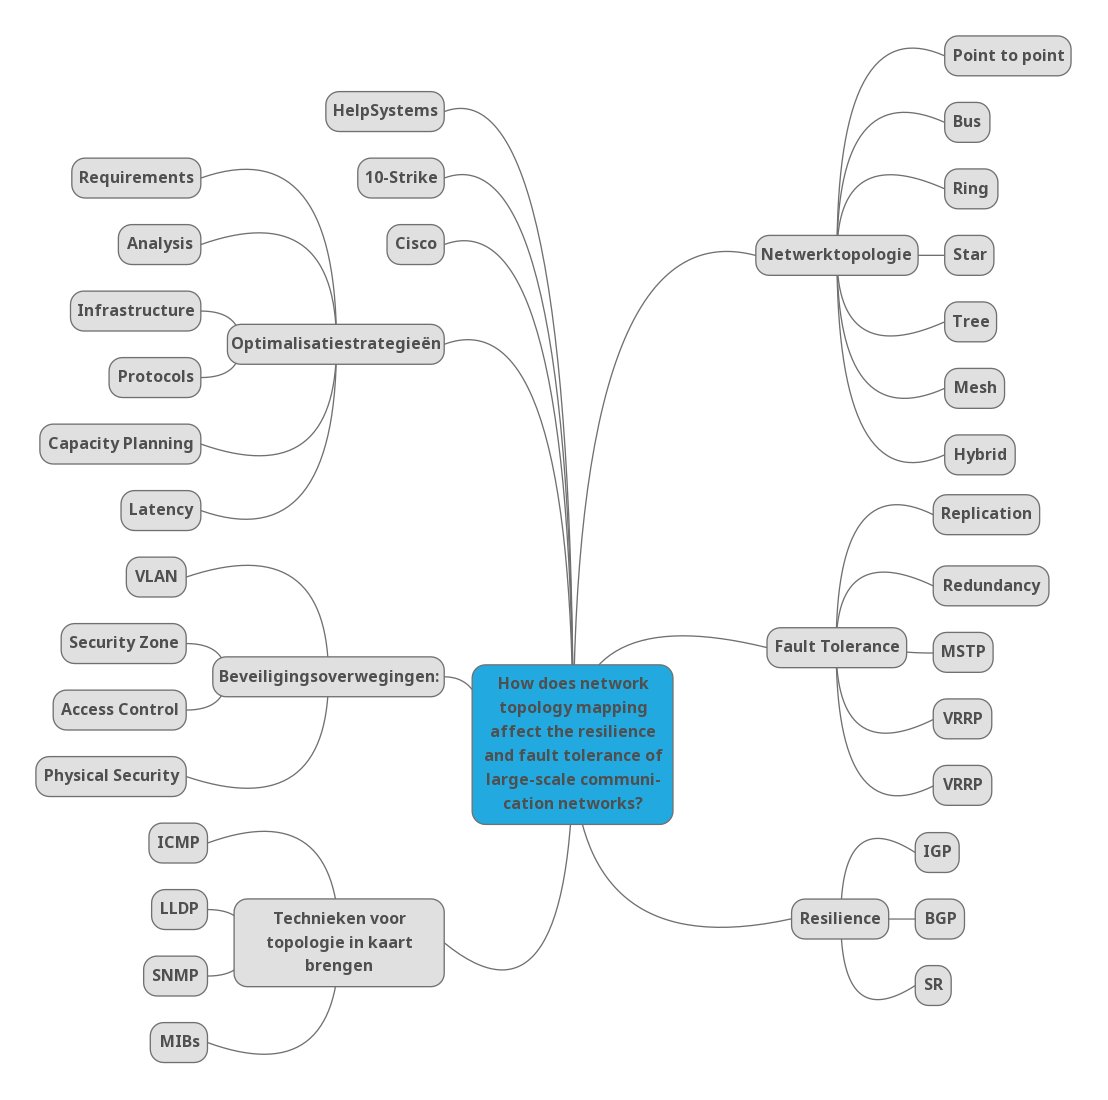 How does network
topology mapping
affect the resilience
and fault tolerance of
large-scale communi-
cation networks?
Netwerktopologie
Point to point
Bus
Ring
Star
Tree
Mesh
Hybrid
Fault Tolerance
Replication
Redundancy
MSTP
VRRP
VRRP
Resilience
IGP
BGP
SR
HelpSystems
10-Strike
Cisco
Optimalisatiestrategieën
Requirements
Analysis
Infrastructure
Protocols
Capacity Planning
Latency
Beveiligingsoverwegingen:
VLAN
Security Zone
Access Control
Physical Security
Technieken voor
topologie in kaart
brengen
ICMP
LLDP
SNMP
MIBs